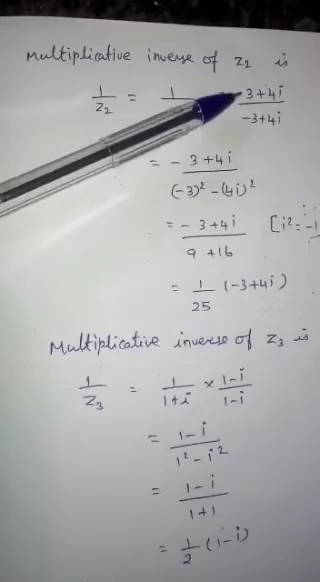 Multiplicative inverse of z2 is
1/z2 = 1/ 3+4i/-3+4i
= -3+4i/(-3)² -(4i)²
= -3+4i/9+16 [i²=-1
= 1/25 (-3+4i)
Multiplicative inverse of z3 is
1/z3 = 1/1+i × 1-i/1-i
= 1-i/1²-i²
= 1-i/1+1
= 1/2 (1-i)